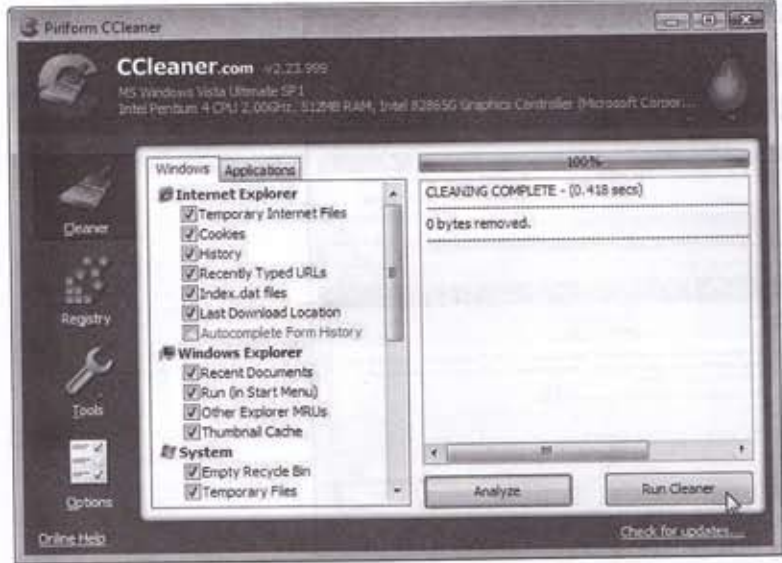 Piriform CCleaner
CCleaner.com v2.23.999
MS Windows Vista Ultimate SP1
Intel Pentium 4 CPU 2.00GHz, 512MB RAM, Intel 82865G Graphics Controller (Microsoft Corpor...
Cleaner
Registry
Tools
Options
Online Help
Windows
Applications
Internet Explorer
Temporary Internet Files
Cookies
History
Recently Typed URLs
Index.dat files
Last Download Location
Autocomplete Form History
Windows Explorer
Recent Documents
Run (in Start Menu)
Other Explorer MRUs
Thumbnail Cache
System
Empty Recycle Bin
Temporary Files
100%
CLEANING COMPLETE - (0.418 secs)
0 bytes removed.
Analyze
Run Cleaner
Check for updates...